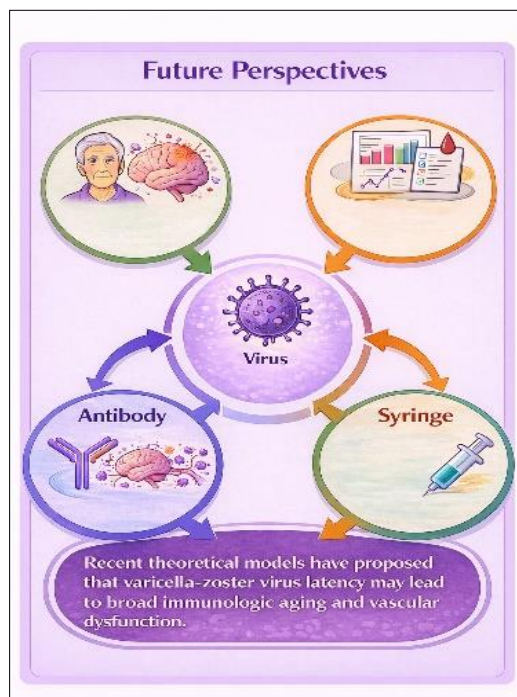 Future Perspectives
Virus
Antibody
Syringe
Recent theoretical models have proposed
that varicella-zoster virus latency may lead
to broad immunologic aging and vascular
dysfunction.